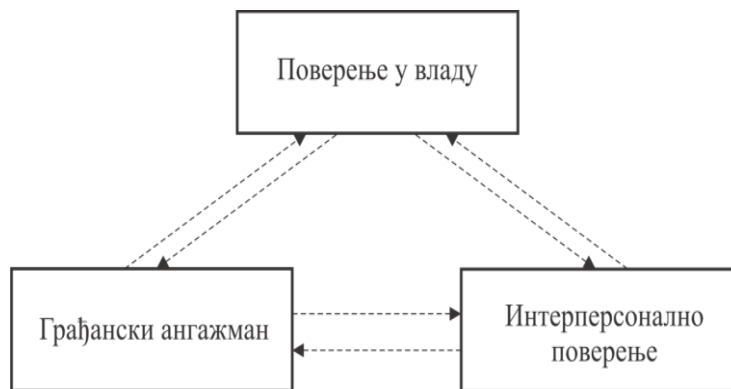 Поверење у владу
Грађански ангажман
Интерперсонално
поверење